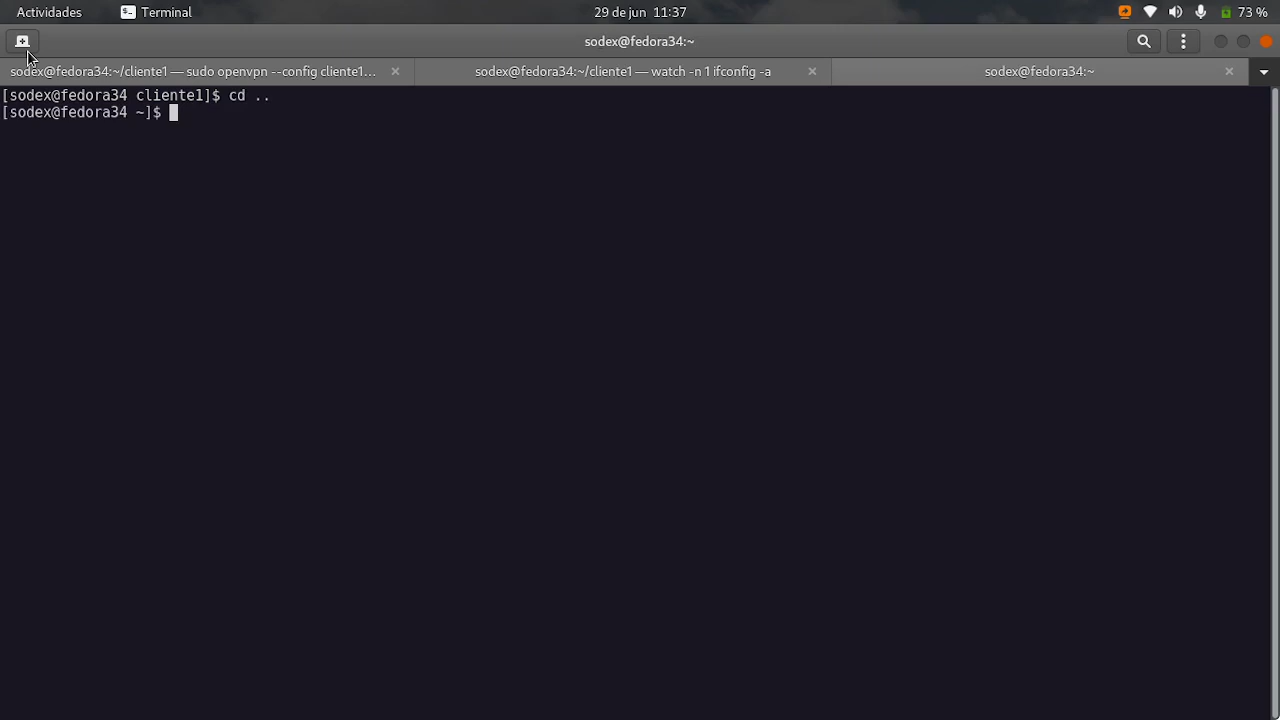 Actividades
Terminal
29 de jun 11:37
73 %
sodex@fedora34:~
sodex@fedora34:~/cliente1 — sudo openvpn --config cliente1…
sodex@fedora34:~/cliente1 — watch -n 1 ifconfig -a
sodex@fedora34:~
[sodex@fedora34 cliente1]$ cd ..
[sodex@fedora34 ~]$